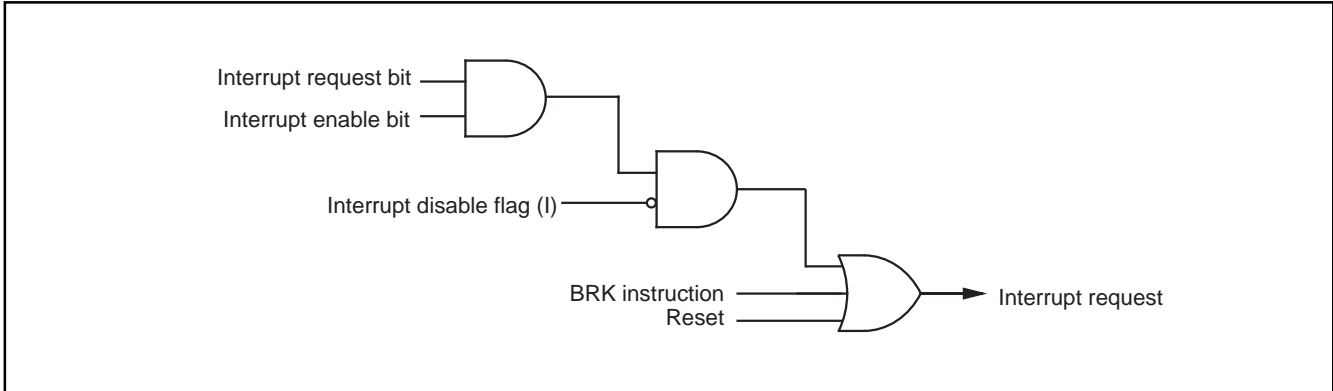 Interrupt request bit
Interrupt enable bit
Interrupt disable flag (I)
BRK instruction
Reset
Interrupt request